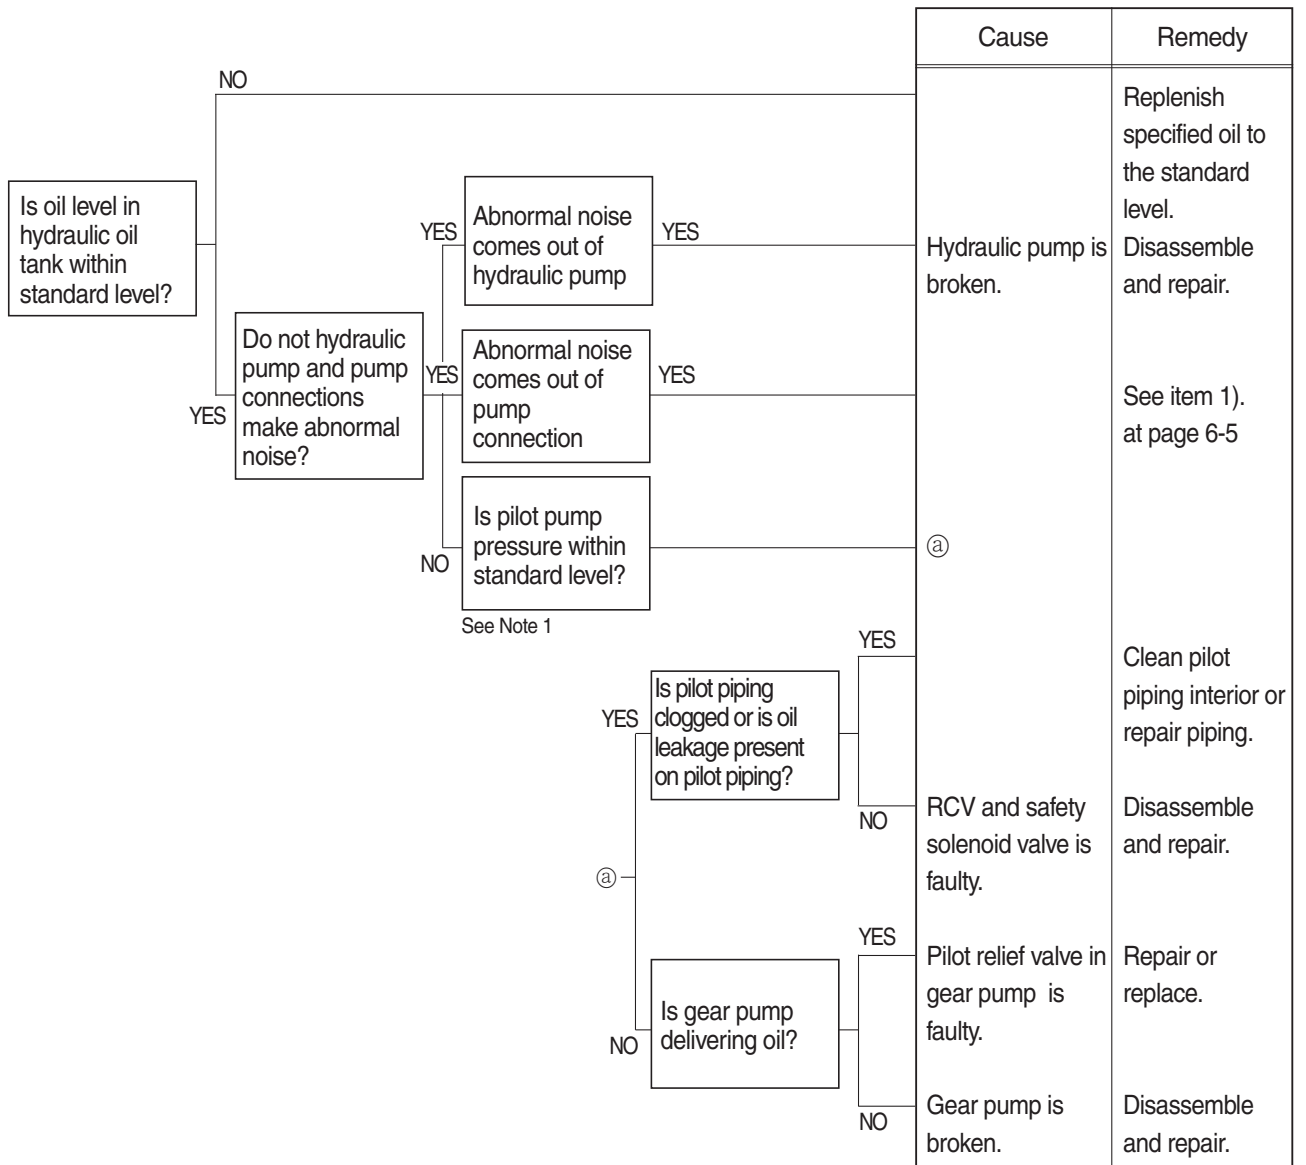 Cause
Remedy
NO
Replenish
specified oil to
the standard
level.
Is oil level in
hydraulic oil
tank within
standard level?
YES
Abnormal noise
comes out of
hydraulic pump
YES
Hydraulic pump is
broken.
Disassemble
and repair.
YES
Do not hydraulic
pump and pump
connections
make abnormal
noise?
YES
Abnormal noise
comes out of
pump
connection
YES
See item 1).
at page 6-5
NO
Is pilot pump
pressure within
standard level?
See Note 1
ⓐ
ⓐ
YES
Is pilot piping
clogged or is oil
leakage present
on pilot piping?
YES
Clean pilot
piping interior or
repair piping.
NO
RCV and safety
solenoid valve is
faulty.
Disassemble
and repair.
NO
Is gear pump
delivering oil?
YES
Pilot relief valve in
gear pump is
faulty.
Repair or
replace.
NO
Gear pump is
broken.
Disassemble
and repair.